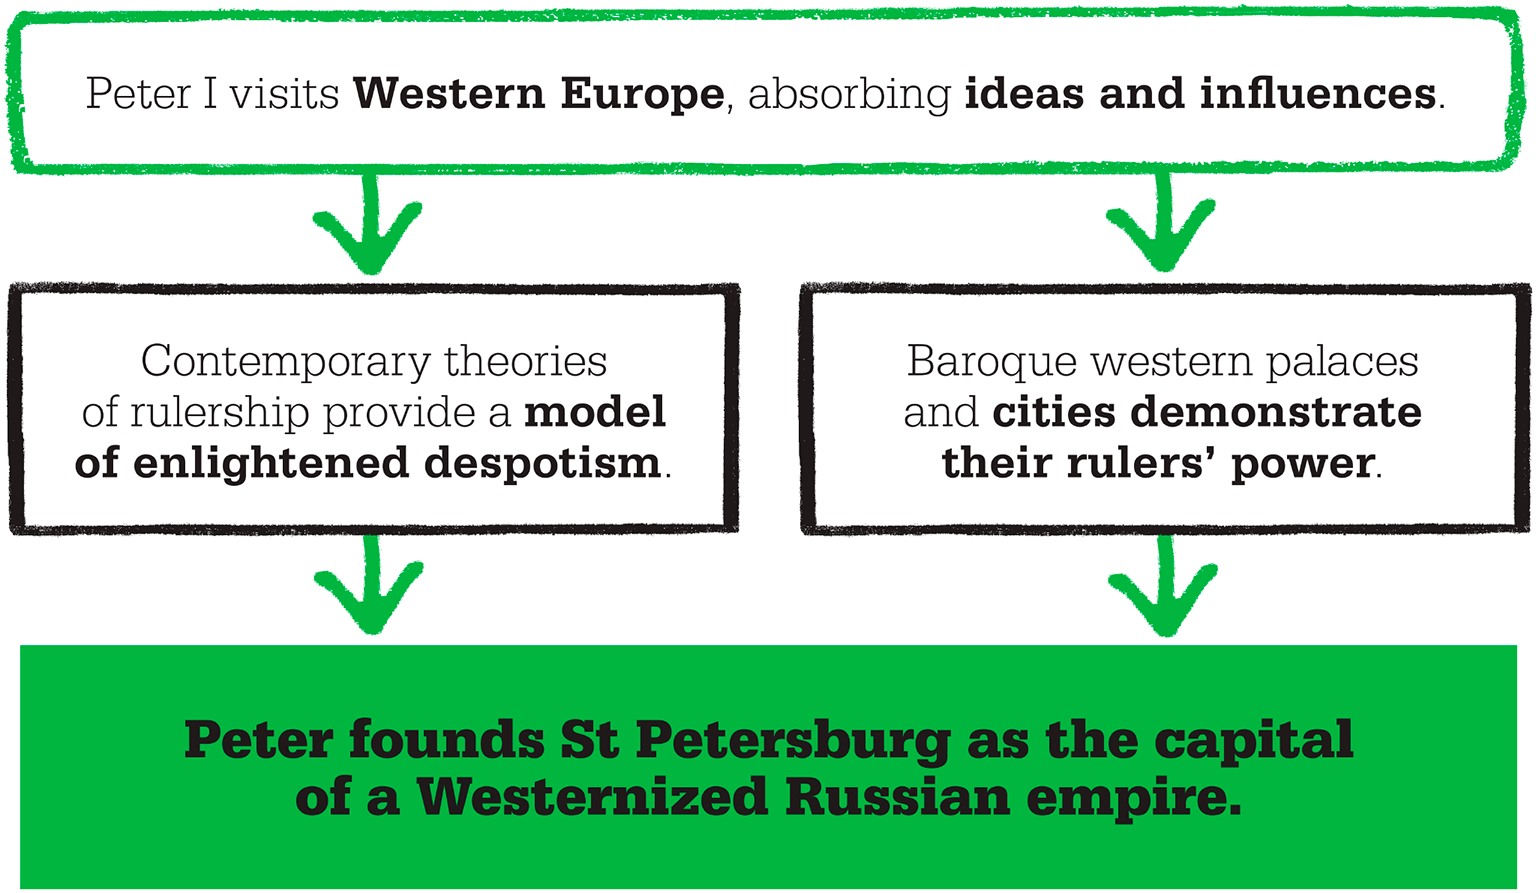 Peter I visits Western Europe, absorbing ideas and influences.
Contemporary theories
of rulership provide a model
of enlightened despotism.
Baroque western palaces
and cities demonstrate
their rulers’ power.
Peter founds St Petersburg as the capital
of a Westernized Russian empire.